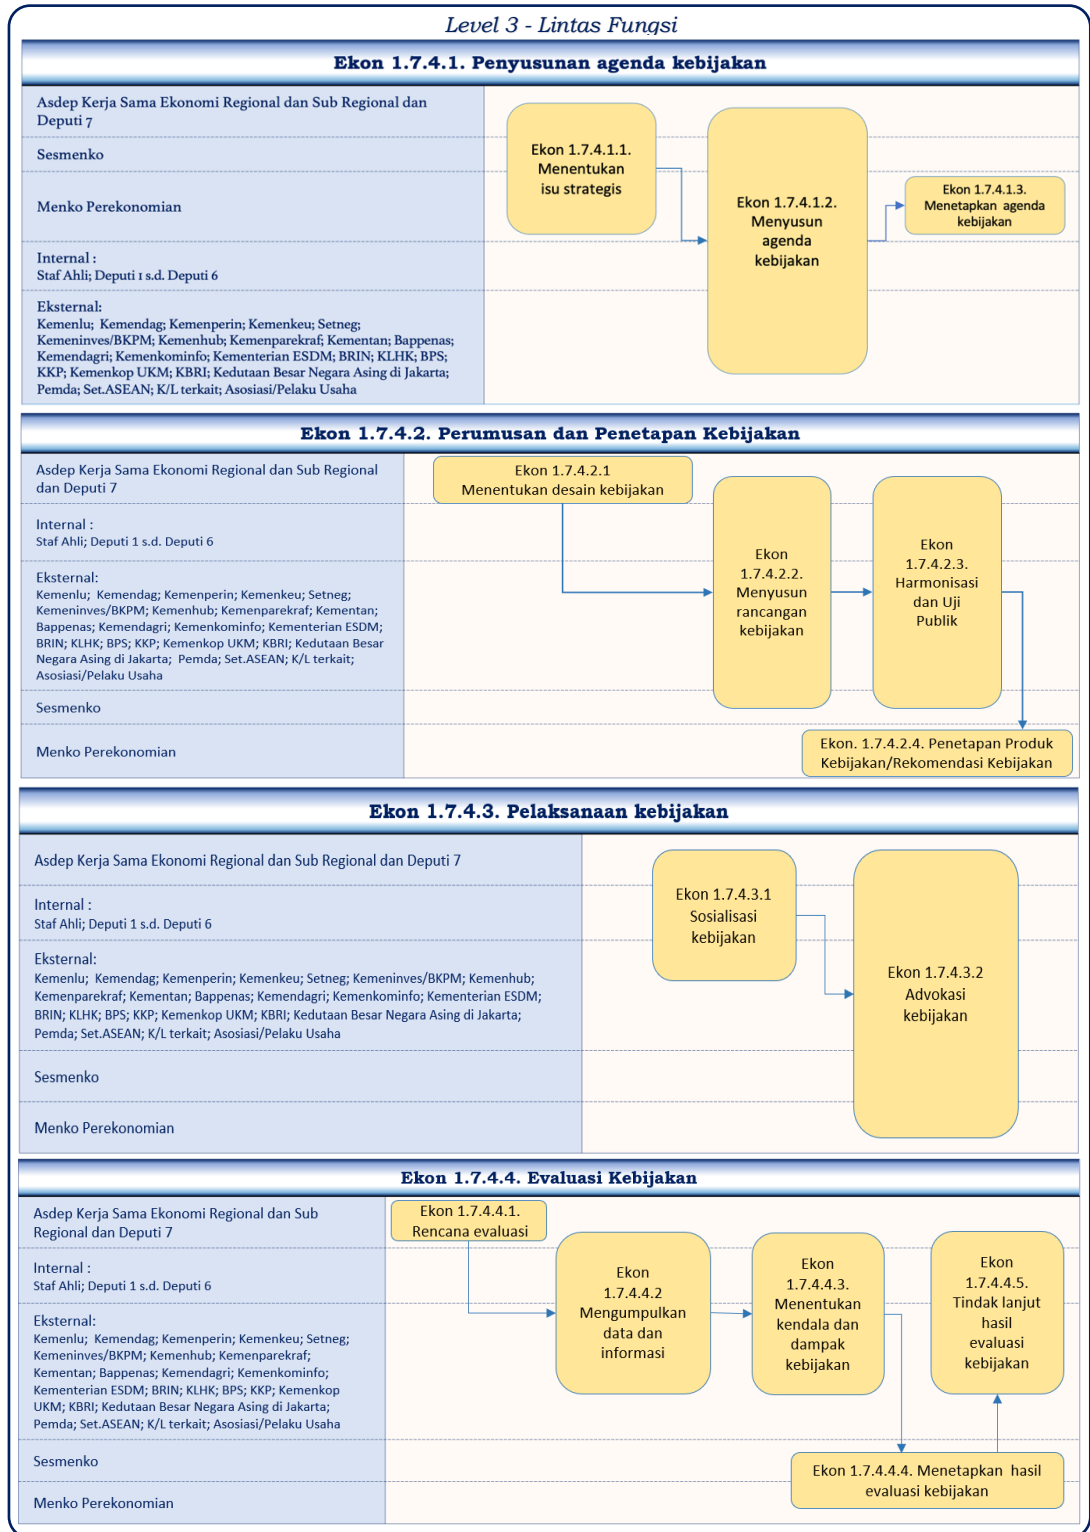 Level 3 - Lintas Fungsi
Ekon 1.7.4.1. Penyusunan agenda kebijakan
Asdep Kerja Sama Ekonomi Regional dan Sub Regional dan
Deputi 7
Sesmenko
Menko Perekonomian
Internal :
Staf Ahli; Deputi 1 s.d. Deputi 6
Eksternal:
Kemenlu; Kemendag; Kemenperin; Kemenkeu; Setneg;
Kemeninves/BKPM; Kemenhub; Kemenparekraf; Kementan; Bappenas;
Kemendagri; Kemenkominfo; Kementerian ESDM; BRIN; KLHK; BPS;
KKP; Kemenkop UKM; KBRI; Kedutaan Besar Negara Asing di Jakarta;
Pemda; Set.ASEAN; K/L terkait; Asosiasi/Pelaku Usaha
Ekon 1.7.4.1.1.
Menentukan
isu strategis
Ekon 1.7.4.1.2.
Menyusun
agenda
kebijakan
Ekon 1.7.4.1.3.
Menetapkan agenda
kebijakan
Ekon 1.7.4.2. Perumusan dan Penetapan Kebijakan
Asdep Kerja Sama Ekonomi Regional dan Sub Regional
dan Deputi 7
Internal :
Staf Ahli; Deputi 1 s.d. Deputi 6
Eksternal:
Kemenlu; Kemendag; Kemenperin; Kemenkeu; Setneg;
Kemeninves/BKPM; Kemenhub; Kemenparekraf; Kementan;
Bappenas; Kemendagri; Kemenkominfo; Kementerian ESDM;
BRIN; KLHK; BPS; KKP; Kemenkop UKM; KBRI; Kedutaan Besar
Negara Asing di Jakarta; Pemda; Set.ASEAN; K/L terkait;
Asosiasi/Pelaku Usaha
Sesmenko
Menko Perekonomian
Ekon 1.7.4.2.1
Menentukan desain kebijakan
Ekon
1.7.4.2.2.
Menyusun
rancangan
kebijakan
Ekon
1.7.4.2.3.
Harmonisasi
dan Uji
Publik
Ekon. 1.7.4.2.4. Penetapan Produk
Kebijakan/Rekomendasi Kebijakan
Ekon 1.7.4.3. Pelaksanaan kebijakan
Asdep Kerja Sama Ekonomi Regional dan Sub Regional dan Deputi 7
Internal :
Staf Ahli; Deputi 1 s.d. Deputi 6
Eksternal:
Kemenlu; Kemendag; Kemenperin; Kemenkeu; Setneg; Kemeninves/BKPM; Kemenhub;
Kemenparekraf; Kementan; Bappenas; Kemendagri; Kemenkominfo; Kementerian ESDM;
BRIN; KLHK; BPS; KKP; Kemenkop UKM; KBRI; Kedutaan Besar Negara Asing di Jakarta;
Pemda; Set.ASEAN; K/L terkait; Asosiasi/Pelaku Usaha
Sesmenko
Menko Perekonomian
Ekon 1.7.4.3.1
Sosialisasi
kebijakan
Ekon 1.7.4.3.2
Advokasi
kebijakan
Ekon 1.7.4.4. Evaluasi Kebijakan
Asdep Kerja Sama Ekonomi Regional dan Sub
Regional dan Deputi 7
Internal :
Staf Ahli; Deputi 1 s.d. Deputi 6
Eksternal:
Kemenlu; Kemendag; Kemenperin; Kemenkeu; Setneg;
Kemeninves/BKPM; Kemenhub; Kemenparekraf;
Kementan; Bappenas; Kemendagri; Kemenkominfo;
Kementerian ESDM; BRIN; KLHK; BPS; KKP; Kemenkop
UKM; KBRI; Kedutaan Besar Negara Asing di Jakarta;
Pemda; Set.ASEAN; K/L terkait; Asosiasi/Pelaku Usaha
Sesmenko
Menko Perekonomian
Ekon 1.7.4.4.1.
Rencana evaluasi
Ekon
1.7.4.4.2
Mengumpulkan
data dan
informasi
Ekon
1.7.4.4.3.
Menentukan
kendala dan
dampak
kebijakan
Ekon 1.7.4.4.4. Menetapkan hasil
evaluasi kebijakan
Ekon
1.7.4.4.5.
Tindak lanjut
hasil
evaluasi
kebijakan